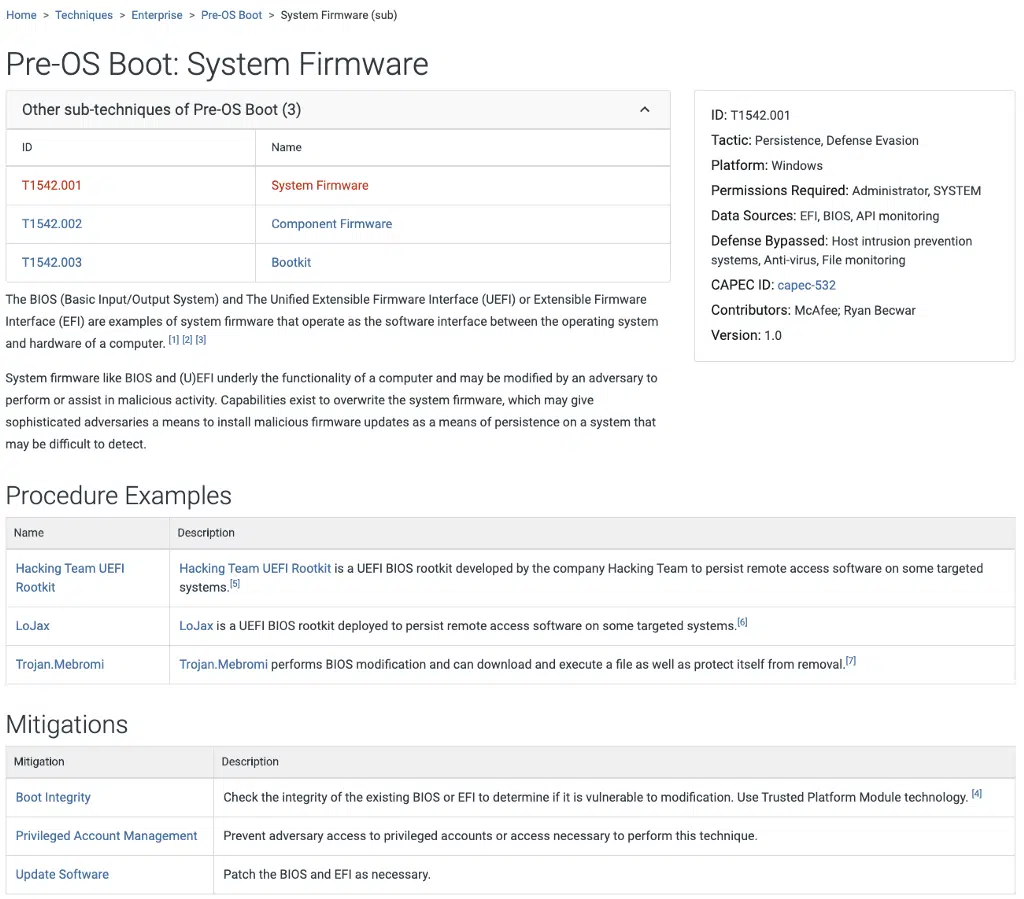 Home > Techniques > Enterprise > Pre-OS Boot > System Firmware (sub)
Pre-OS Boot: System Firmware
Other sub-techniques of Pre-OS Boot (3)
ID Name
T1542.001 System Firmware
T1542.002 Component Firmware
T1542.003 Bootkit
The BIOS (Basic Input/Output System) and The Unified Extensible Firmware Interface (UEFI) or Extensible Firmware
Interface (EFI) are examples of system firmware that operate as the software interface between the operating system
and hardware of a computer. [1] [2] [3]
System firmware like BIOS and (U)EFI underly the functionality of a computer and may be modified by an adversary to
perform or assist in malicious activity. Capabilities exist to overwrite the system firmware, which may give
sophisticated adversaries a means to install malicious firmware updates as a means of persistence on a system that
may be difficult to detect.
ID: T1542.001
Tactic: Persistence, Defense Evasion
Platform: Windows
Permissions Required: Administrator, SYSTEM
Data Sources: EFI, BIOS, API monitoring
Defense Bypassed: Host intrusion prevention
systems, Anti-virus, File monitoring
CAPEC ID: capec-532
Contributors: McAfee; Ryan Becwar
Version: 1.0
Procedure Examples
Name Description
Hacking Team UEFI
Rootkit
Hacking Team UEFI Rootkit is a UEFI BIOS rootkit developed by the company Hacking Team to persist remote access software on some targeted
systems.[5]
LoJax LoJax is a UEFI BIOS rootkit deployed to persist remote access software on some targeted systems.[6]
Trojan.Mebromi Trojan.Mebromi performs BIOS modification and can download and execute a file as well as protect itself from removal.[7]
Mitigations
Mitigation Description
Boot Integrity Check the integrity of the existing BIOS or EFI to determine if it is vulnerable to modification. Use Trusted Platform Module technology. [4]
Privileged Account Management Prevent adversary access to privileged accounts or access necessary to perform this technique.
Update Software Patch the BIOS and EFI as necessary.